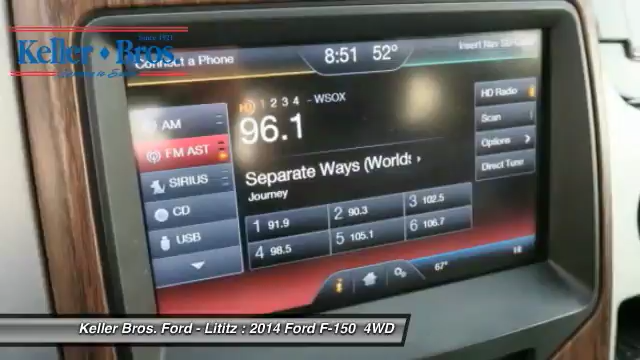 Since 1921
Keller Bros.
Connect a Phone
8:51 52°
HD 1 2 3 4 - WSOX
96.1
AM
FM AST
SIRIUS
CD
USB
Separate Ways (Worlds
Journey
1 91.9
2 90.3
3 102.5
4 98.5
5 105.1
6 106.7
HD Radio
Scan
Options
Direct Tune
67°
Keller Bros. Ford - Lititz : 2014 Ford F-150 4WD